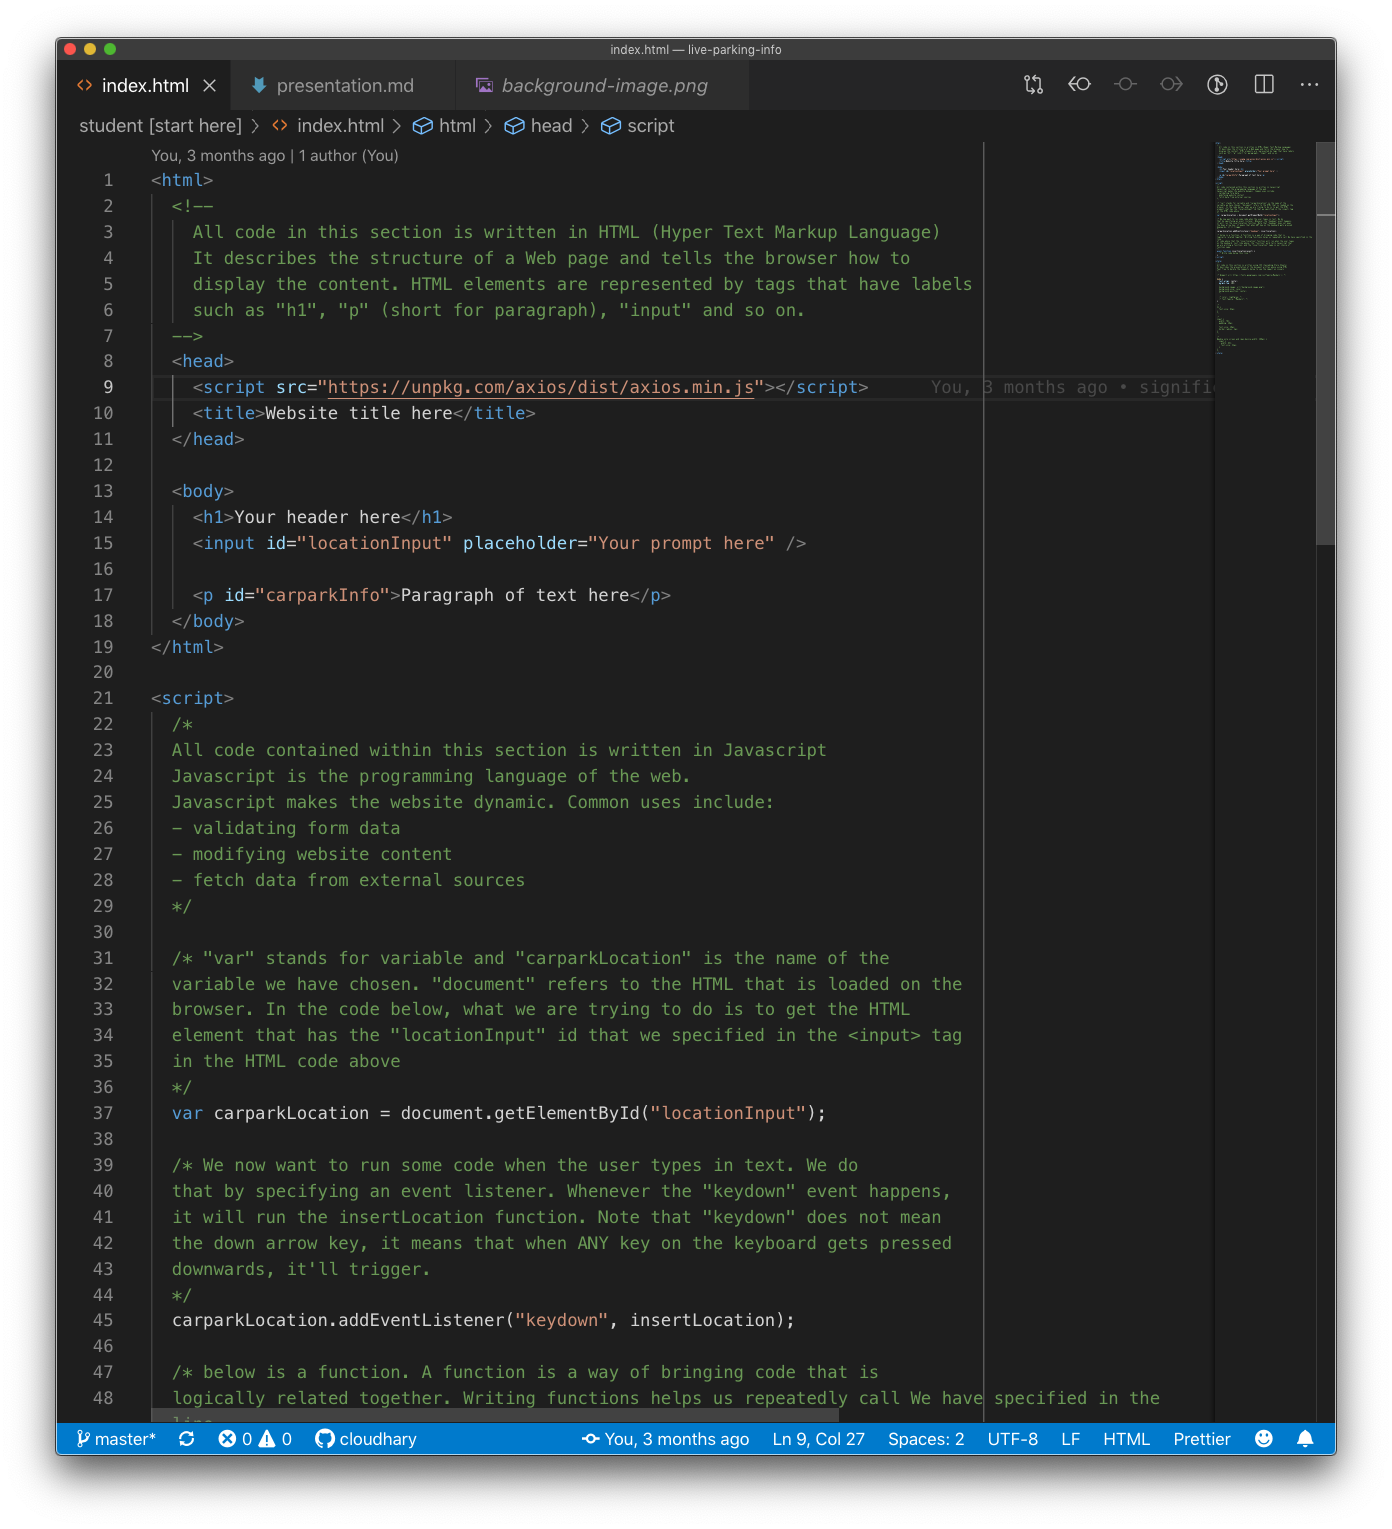 index.html — live-parking-info
index.html
presentation.md
background-image.png
student [start here] > index.html > html > head > script
You, 3 months ago | 1 author (You)
1 <html>
2 <!--
3 All code in this section is written in HTML (Hyper Text Markup Language)
4 It describes the structure of a Web page and tells the browser how to
5 display the content. HTML elements are represented by tags that have labels
6 such as "h1", "p" (short for paragraph), "input" and so on.
7 -->
8 <head>
9 <script src="https://unpkg.com/axios/dist/axios.min.js"></script> You, 3 months ago • signifi
10 <title>Website title here</title>
11 </head>
12
13 <body>
14 <h1>Your header here</h1>
15 <input id="locationInput" placeholder="Your prompt here" />
16
17 <p id="carparkInfo">Paragraph of text here</p>
18 </body>
19 </html>
20
21 <script>
22 /*
23 All code contained within this section is written in Javascript
24 Javascript is the programming language of the web.
25 Javascript makes the website dynamic. Common uses include:
26 - validating form data
27 - modifying website content
28 - fetch data from external sources
29 */
30
31 /* "var" stands for variable and "carparkLocation" is the name of the
32 variable we have chosen. "document" refers to the HTML that is loaded on the
33 browser. In the code below, what we are trying to do is to get the HTML
34 element that has the "locationInput" id that we specified in the <input> tag
35 in the HTML code above
36 */
37 var carparkLocation = document.getElementById("locationInput");
38
39 /* We now want to run some code when the user types in text. We do
40 that by specifying an event listener. Whenever the "keydown" event happens,
41 it will run the insertLocation function. Note that "keydown" does not mean
42 the down arrow key, it means that when ANY key on the keyboard gets pressed
43 downwards, it'll trigger.
44 */
45 carparkLocation.addEventListener("keydown", insertLocation);
46
47 /* below is a function. A function is a way of bringing code that is
48 logically related together. Writing functions helps us repeatedly call We have specified in the
master* 0 0 cloudhary You, 3 months ago Ln 9, Col 27 Spaces: 2 UTF-8 LF HTML Prettier